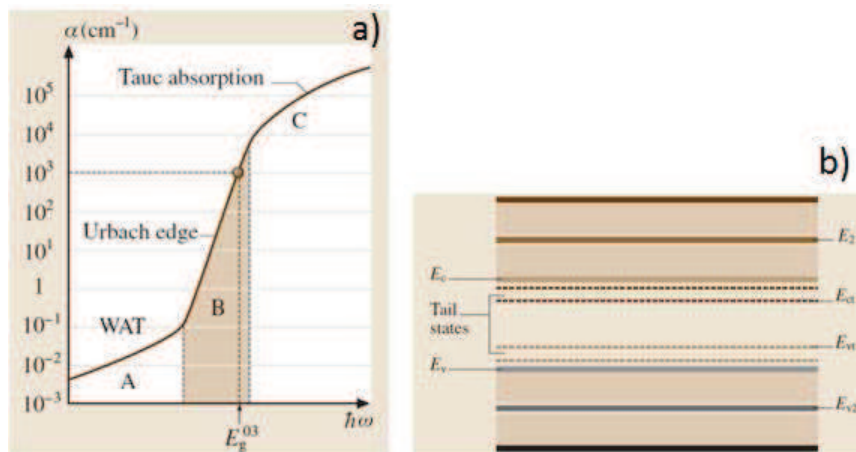 α(cm⁻¹)
a)
Tauc absorption
10⁵
C
10⁴
10³
10²
Urbach edge
10¹
1
B
10⁻¹
WAT
10⁻²
A
10⁻³
ħω
E_g^03
b)
E₂
E_c
E_ct
Tail
states
E_vt
E_v
E_v2